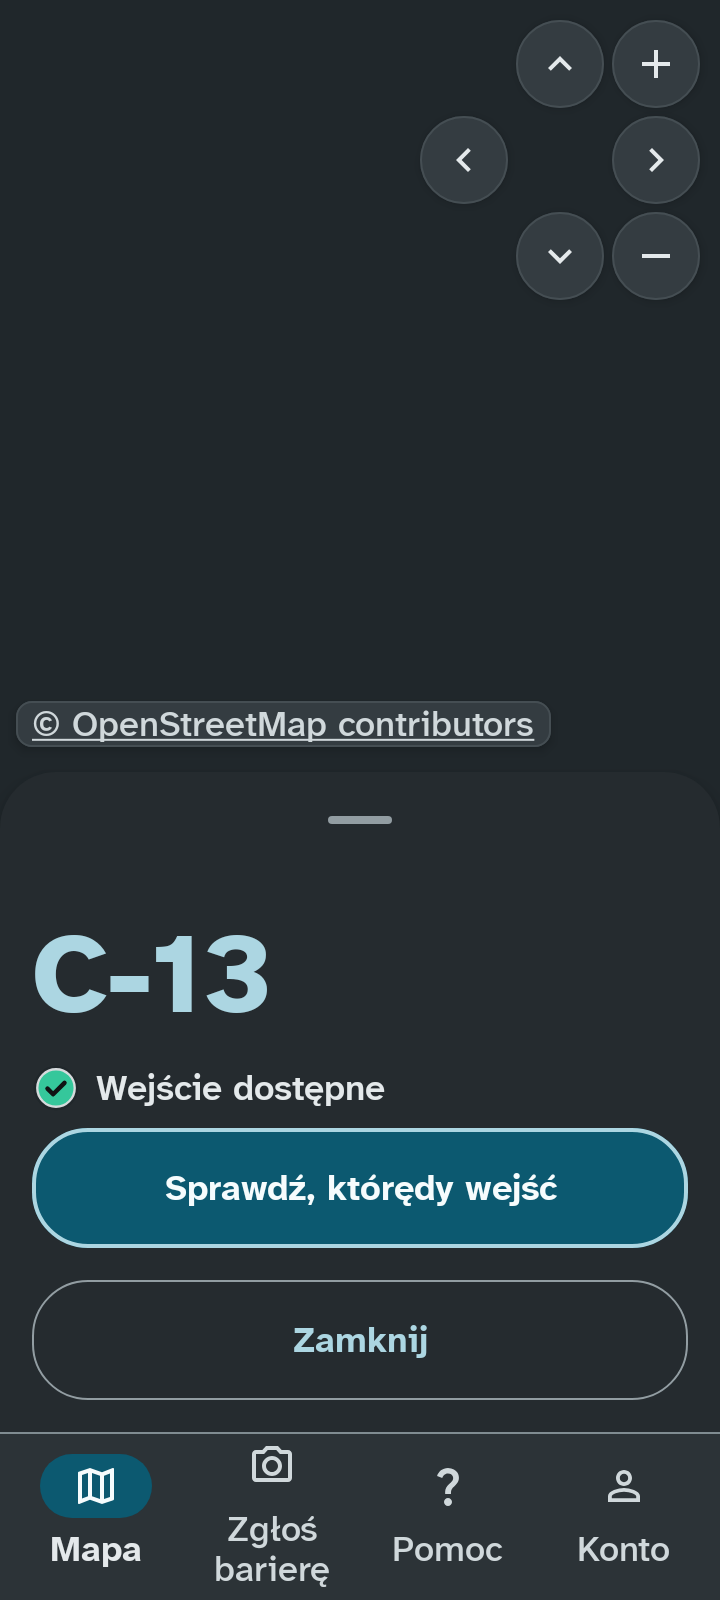 © OpenStreetMap contributors
C-13
Wejście dostępne
Sprawdź, którędy wejść
Zamknij
Mapa
Zgłoś
barierę
Pomoc
Konto